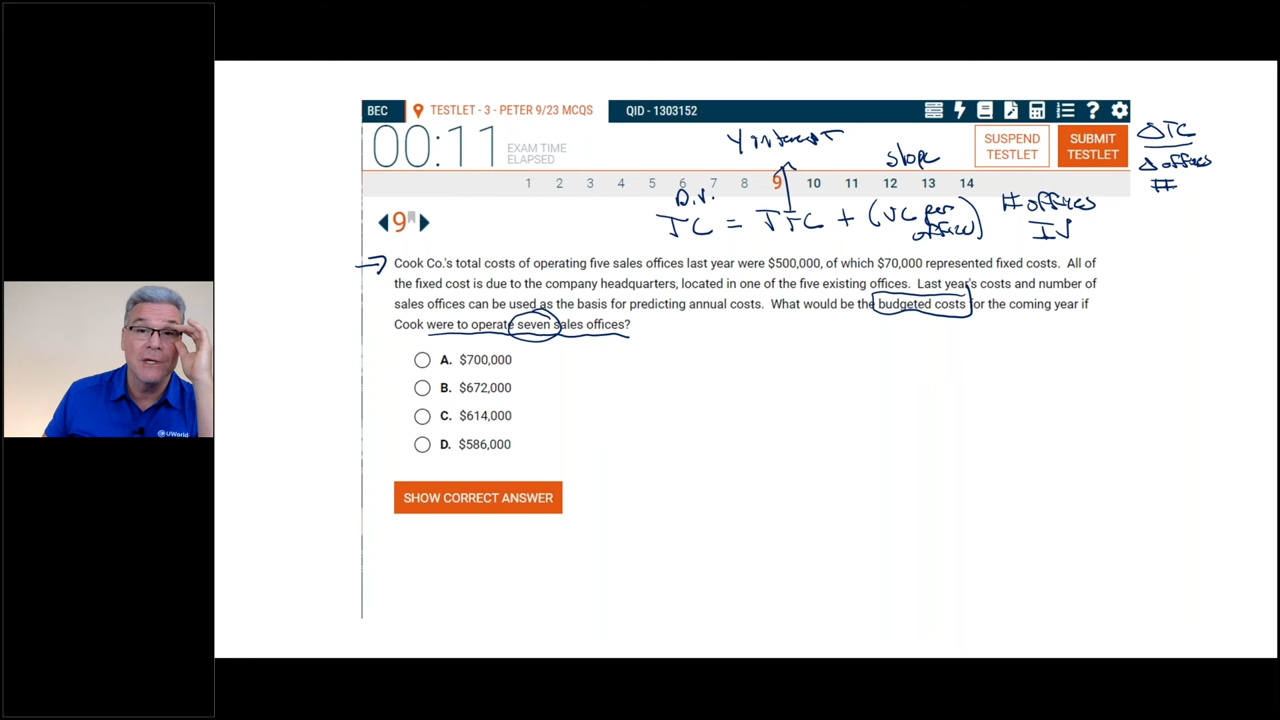 BEC TESTLET - 3 - PETER 9/23 MCQS QID - 1303152
00:11 EXAM TIME ELAPSED
SUSPEND TESTLET
SUBMIT TESTLET
1 2 3 4 5 6 7 8 9 10 11 12 13 14
Y intercept
slope
ΔTC
Δ offices
#
D.V.
TC = TFC + (VC per office) # offices
IV
9
Cook Co.'s total costs of operating five sales offices last year were $500,000, of which $70,000 represented fixed costs. All of
the fixed cost is due to the company headquarters, located in one of the five existing offices. Last year's costs and number of
sales offices can be used as the basis for predicting annual costs. What would be the budgeted costs for the coming year if
Cook were to operate seven sales offices?
A. $700,000
B. $672,000
C. $614,000
D. $586,000
SHOW CORRECT ANSWER
UWorld